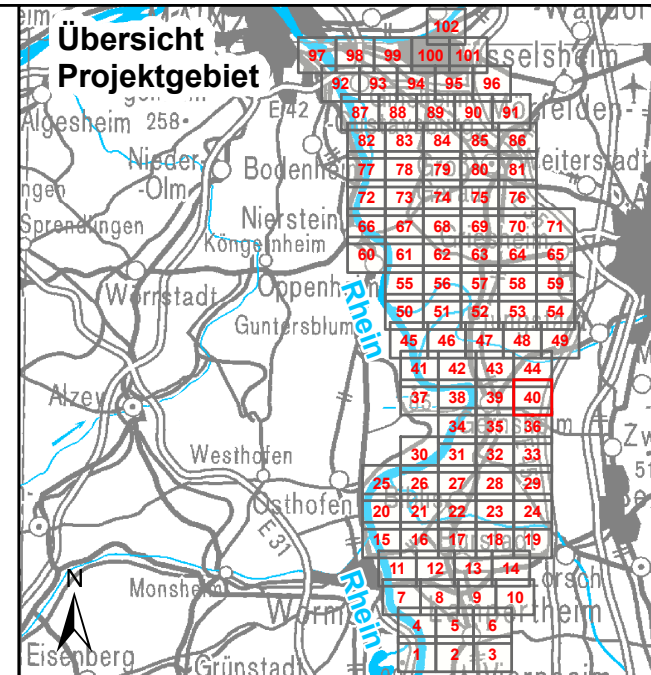 Übersicht
Projektgebiet
102
97 98 99 100 101
sselsheim
92 93 94 95 96
87 88 89 90 91
E 42
Algesheim 258
82 83 84 85 86
Nieder-
-Olm
Bodenheim
77 78 79 80 81
eiterstadt
72 73 74 75 76
Nierstein
Sprendlingen
Köngernheim
66 67 68 69 70 71
60 61 62 63 64 65
Oppenheim
Wörrstadt
55 56 57 58 59
Rhein
50 51 52 53 54
Guntersblum
45 46 47 48 49
41 42 43 44
Alzey
37 38 39 40
34 35 36
Westhofen
30 31 32 33
25 26 27 28 29
Osthofen
20 21 22 23 24
E 31
15 16 17 18 19
11 12 13 14
orsch
Monsheim
Rhein
7 8 9 10
N
Worms
4 5 6
Eisenberg
Grünstadt
1 2 3